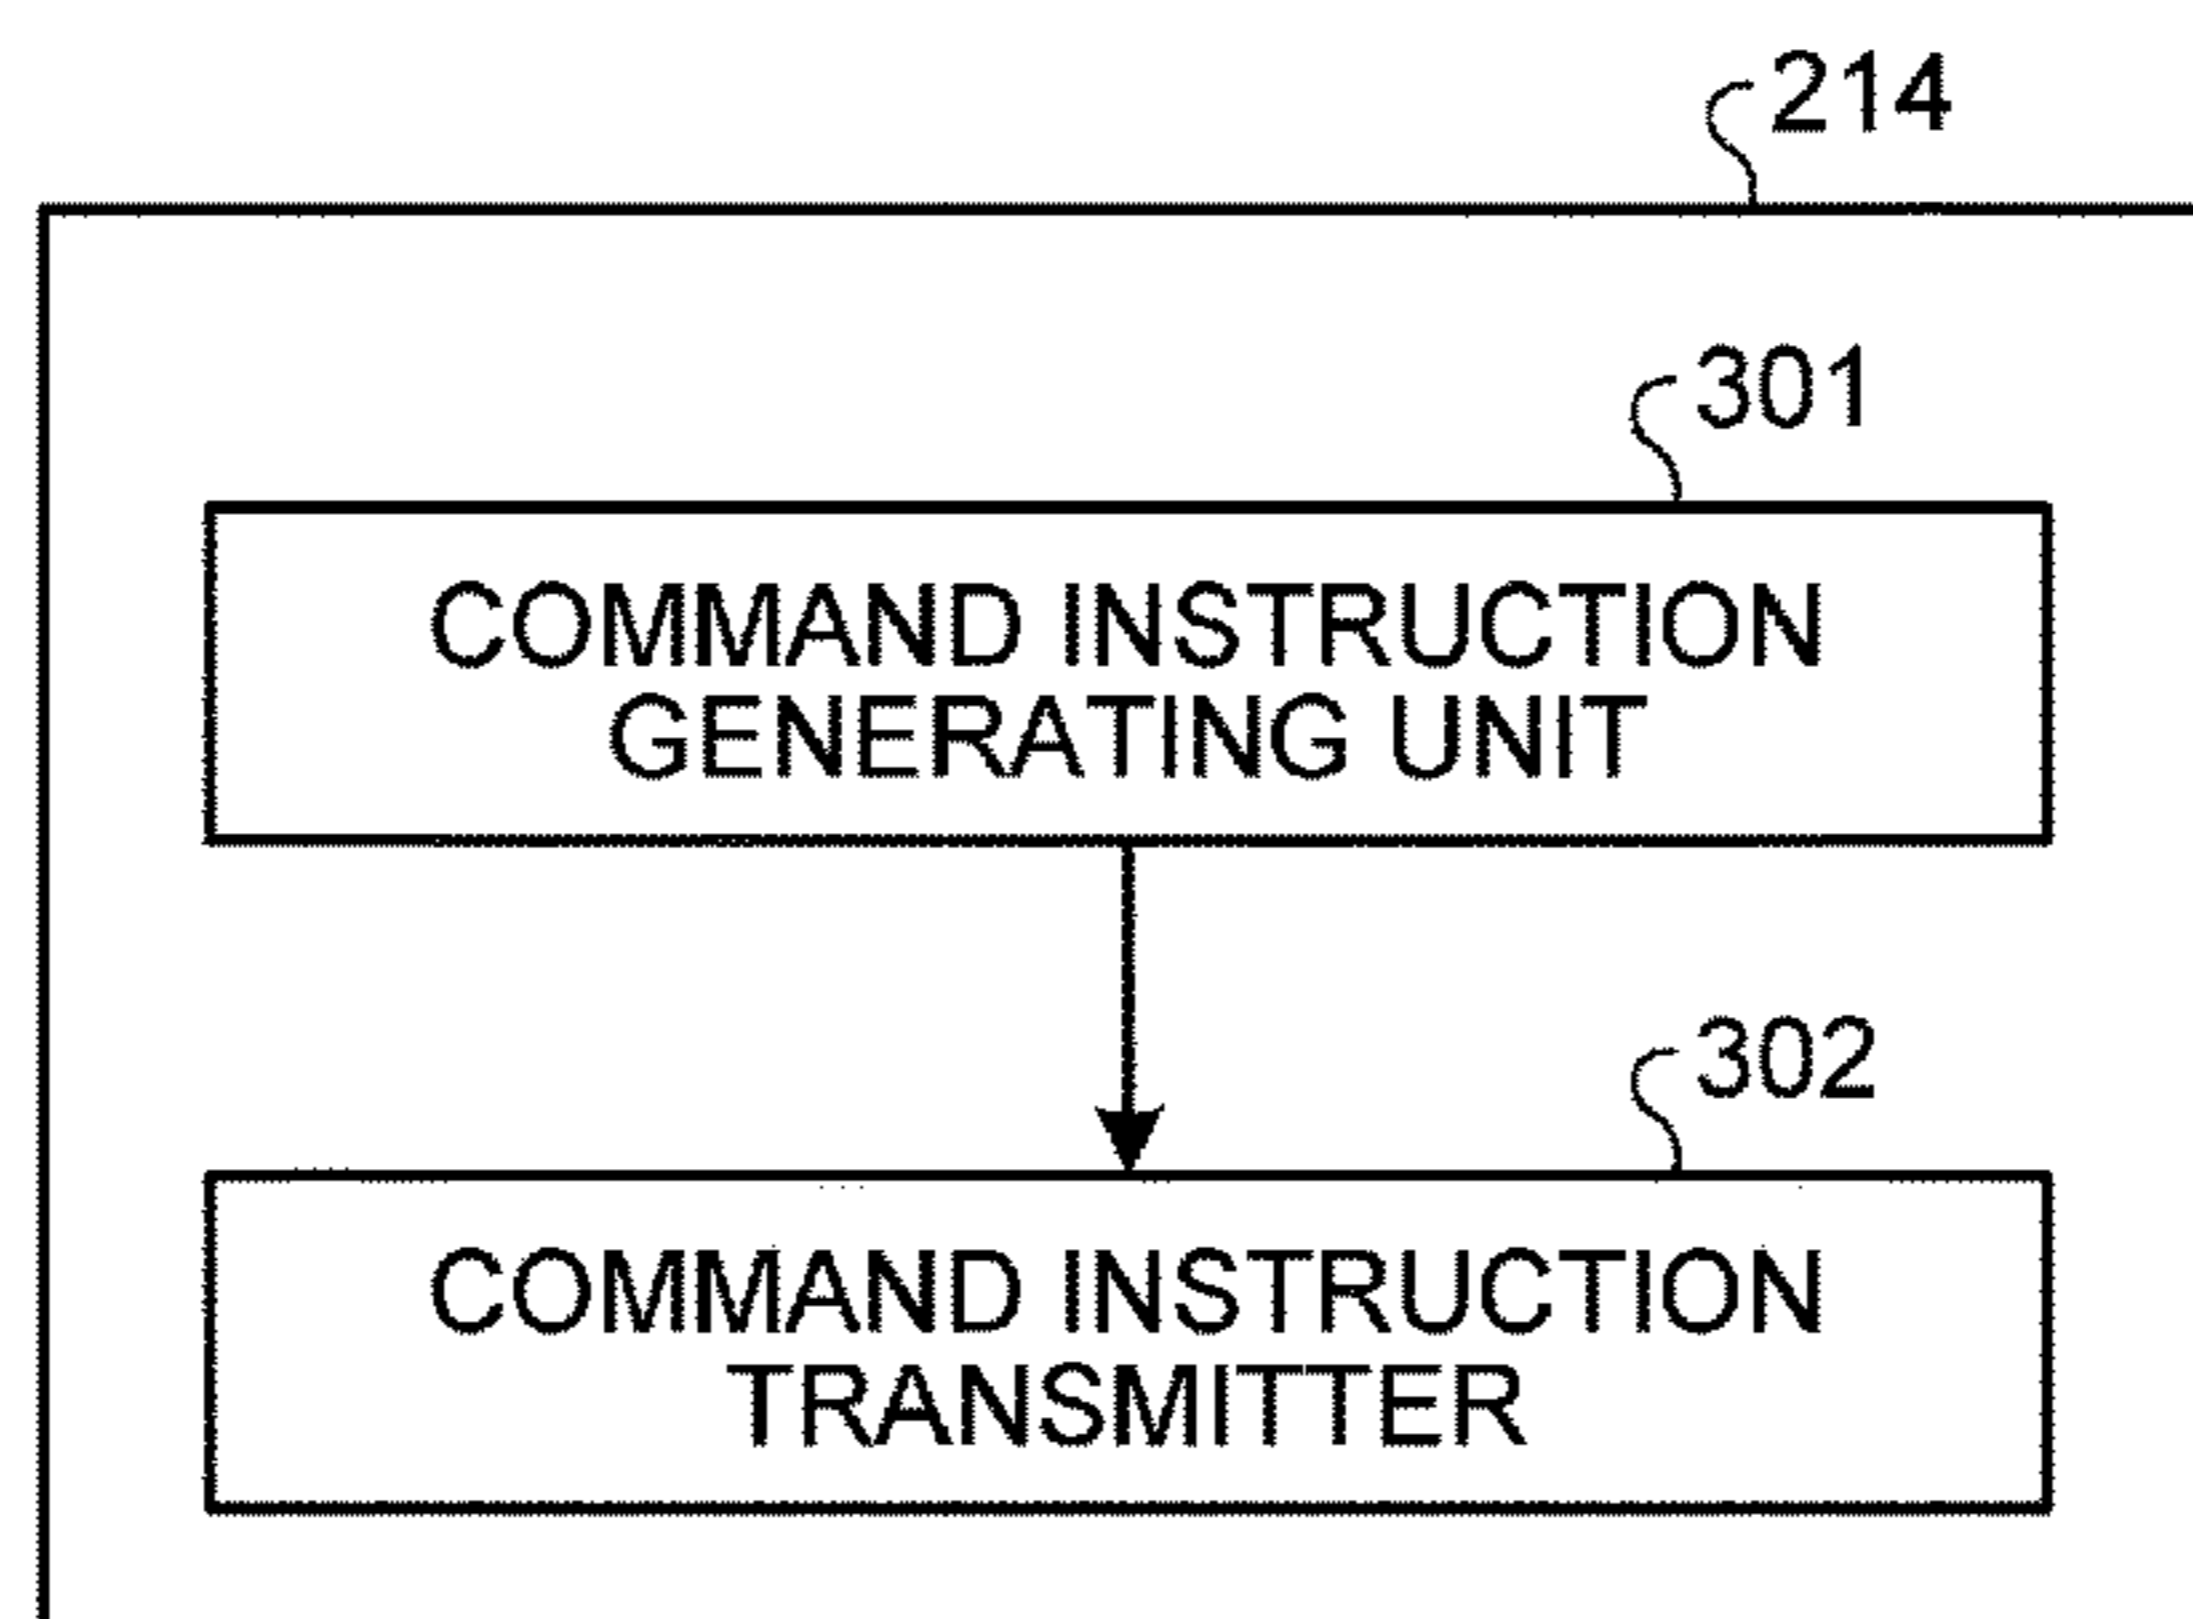 214
301
COMMAND INSTRUCTION
GENERATING UNIT
302
COMMAND INSTRUCTION
TRANSMITTER